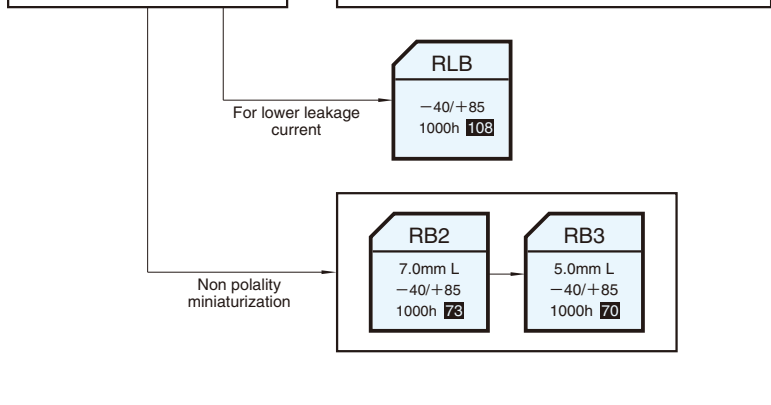 RLB
−40/+85
1000h 108
For lower leakage
current
RB2
7.0mm L
−40/+85
1000h 73
RB3
5.0mm L
−40/+85
1000h 70
Non polality
miniaturization